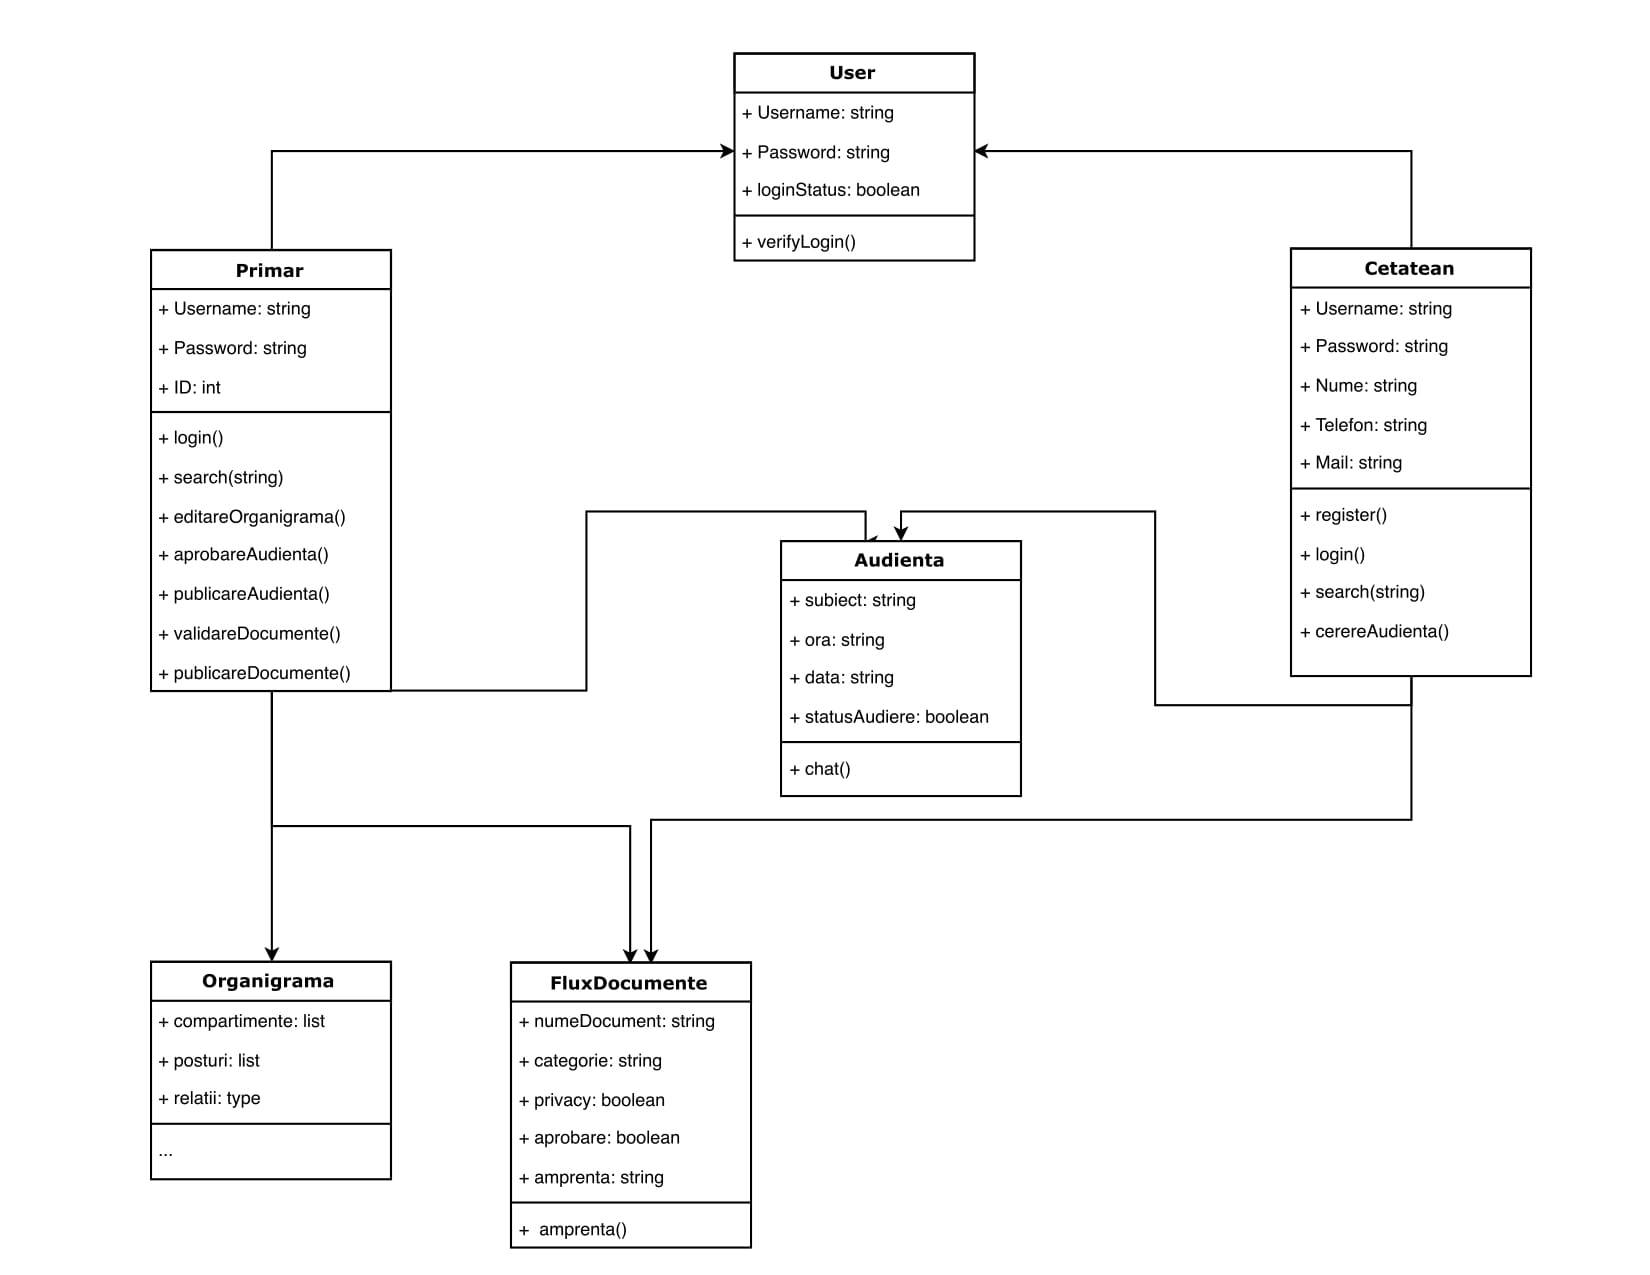 User
+ Username: string
+ Password: string
+ loginStatus: boolean
+ verifyLogin()
Primar
+ Username: string
+ Password: string
+ ID: int
+ login()
+ search(string)
+ editareOrganigrama()
+ aprobareAudienta()
+ publicareAudienta()
+ validareDocumente()
+ publicareDocumente()
Cetatean
+ Username: string
+ Password: string
+ Nume: string
+ Telefon: string
+ Mail: string
+ register()
+ login()
+ search(string)
+ cerereAudienta()
Audienta
+ subiect: string
+ ora: string
+ data: string
+ statusAudiere: boolean
+ chat()
Organigrama
+ compartimente: list
+ posturi: list
+ relatii: type
...
FluxDocumente
+ numeDocument: string
+ categorie: string
+ privacy: boolean
+ aprobare: boolean
+ amprenta: string
+  amprenta()